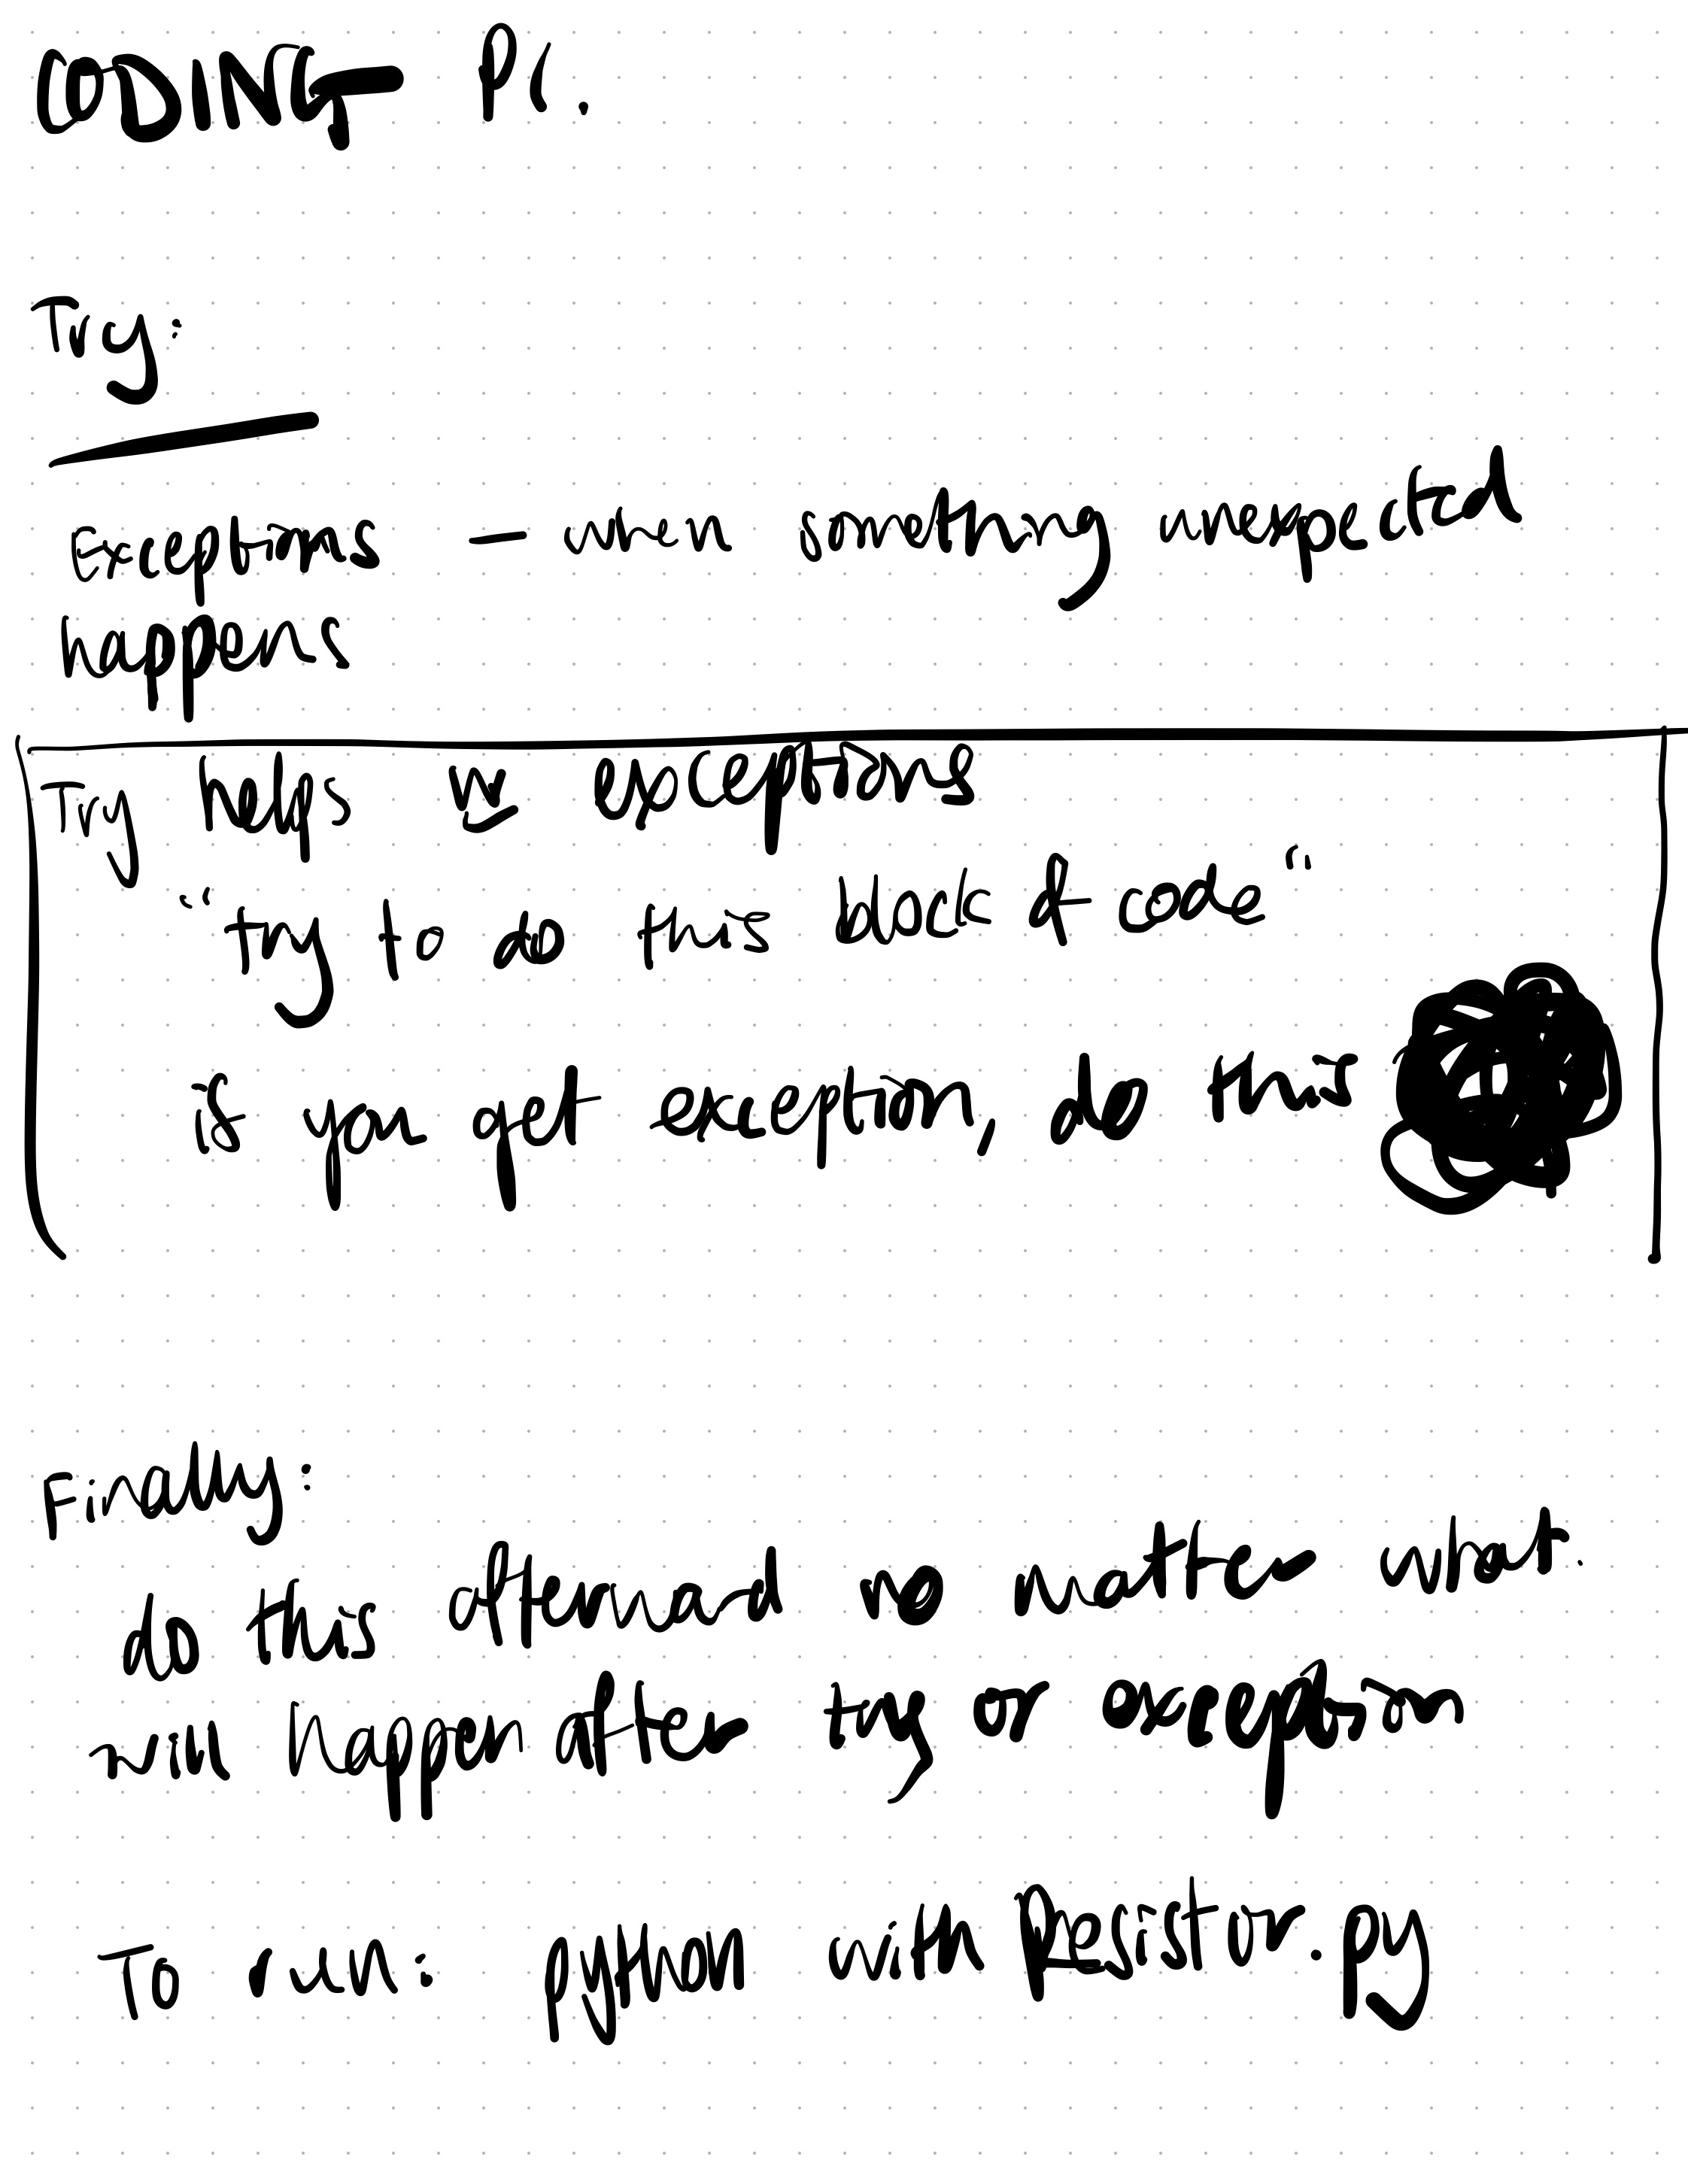 CODING PI.
Try:
Exceptions — when something unexpected
happens
Try helps w exceptions
"try to do this block of code"
if you get exception, do this
Finally:
do this afterward no matter what.
will happen after try or exception
To run: python withResistor.py